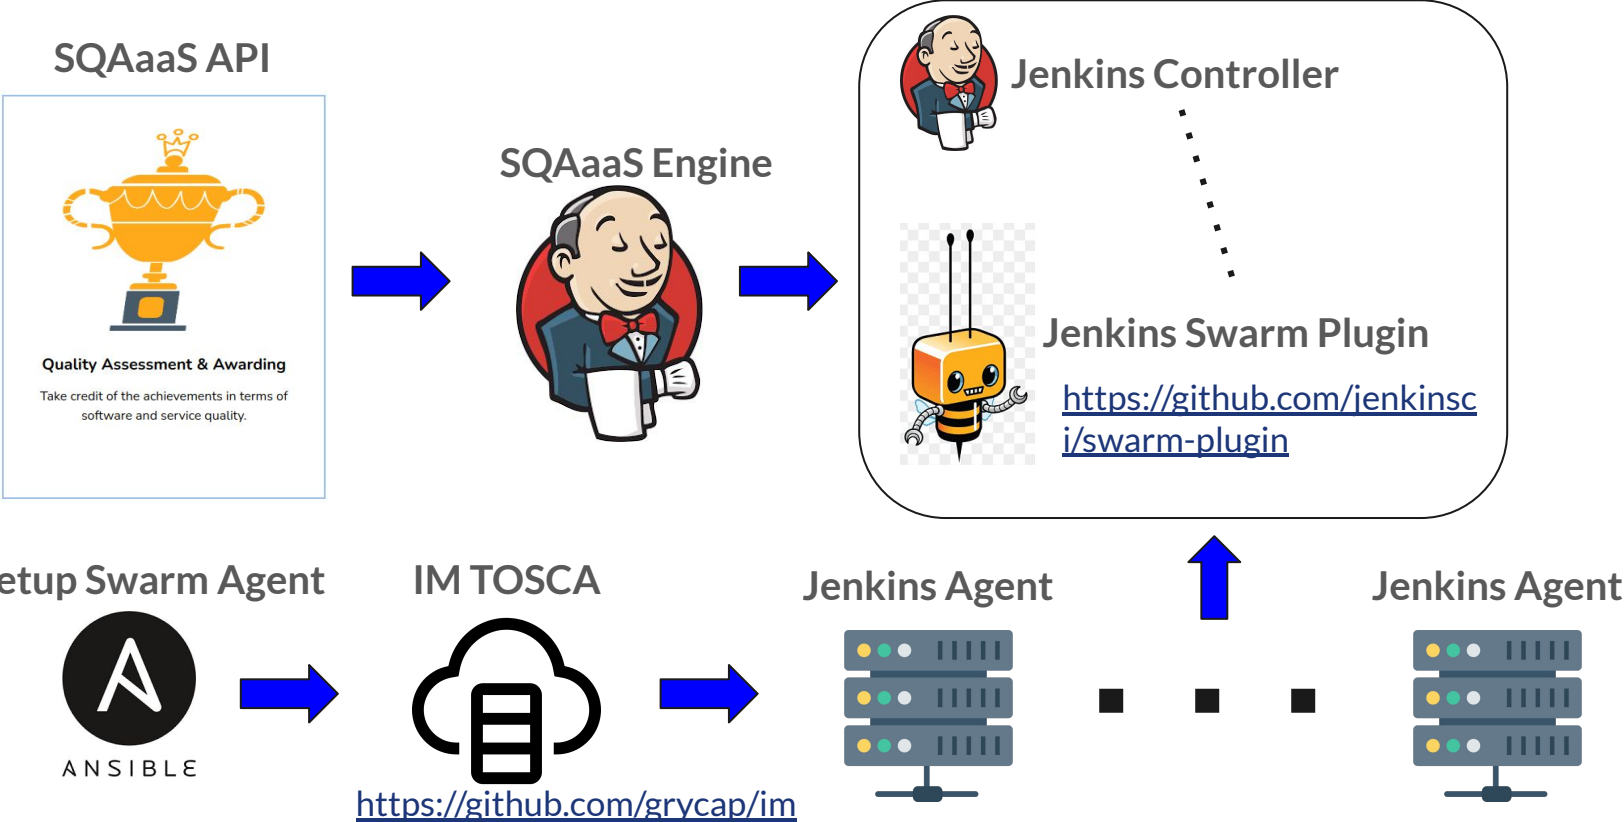 SQAaaS API
Quality Assessment & Awarding
Take credit of the achievements in terms of
software and service quality.
SQAaaS Engine
Jenkins Controller
Jenkins Swarm Plugin
https://github.com/jenkinsc
i/swarm-plugin
etup Swarm Agent
ANSIBLE
IM TOSCA
https://github.com/grycap/im
Jenkins Agent
Jenkins Agent